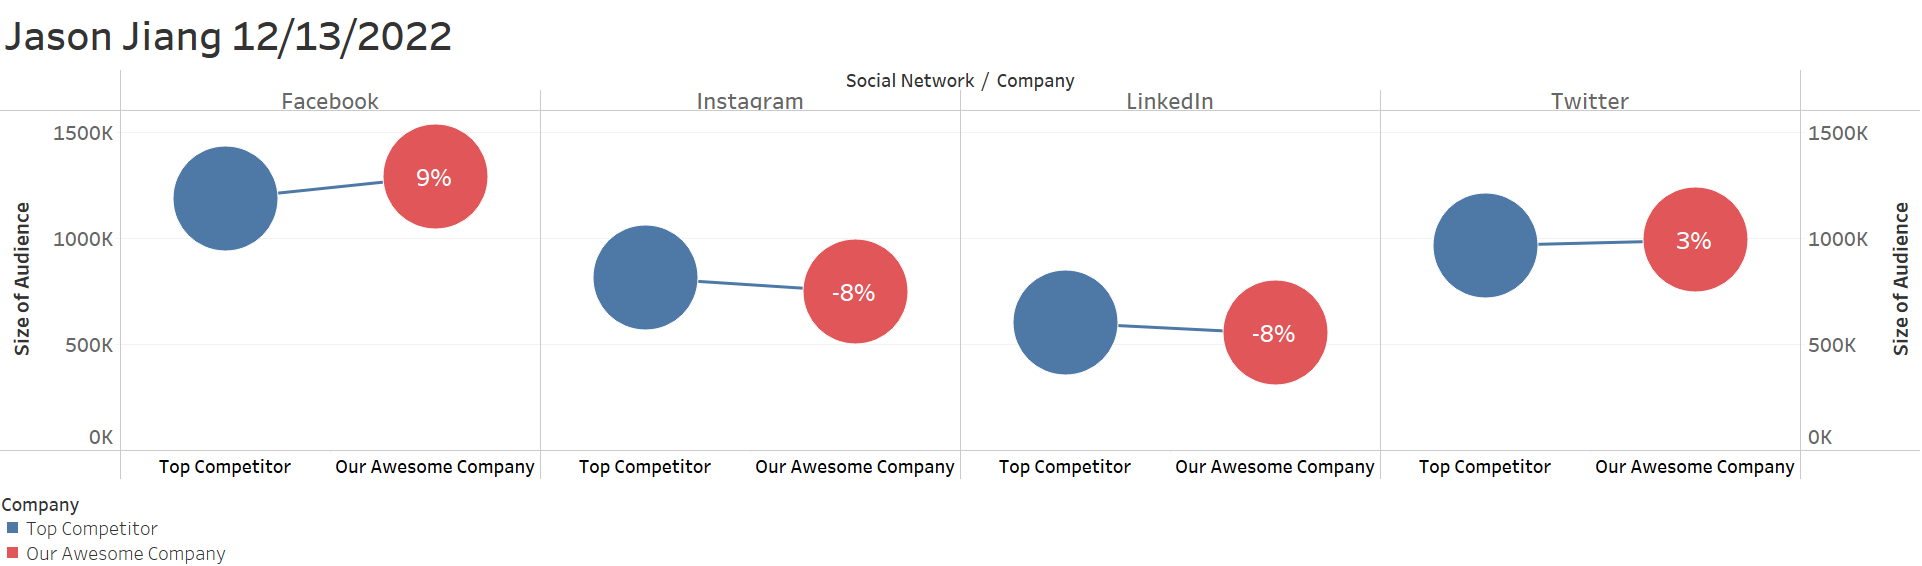 Jason Jiang 12/13/2022
Social Network / Company
Facebook Instagram LinkedIn Twitter
1500K 1500K
9%
1000K 3% 1000K
-8%
-8%
500K 500K
0K 0K
Size of Audience
Size of Audience
Top Competitor Our Awesome Company Top Competitor Our Awesome Company Top Competitor Our Awesome Company Top Competitor Our Awesome Company
Company
Top Competitor
Our Awesome Company